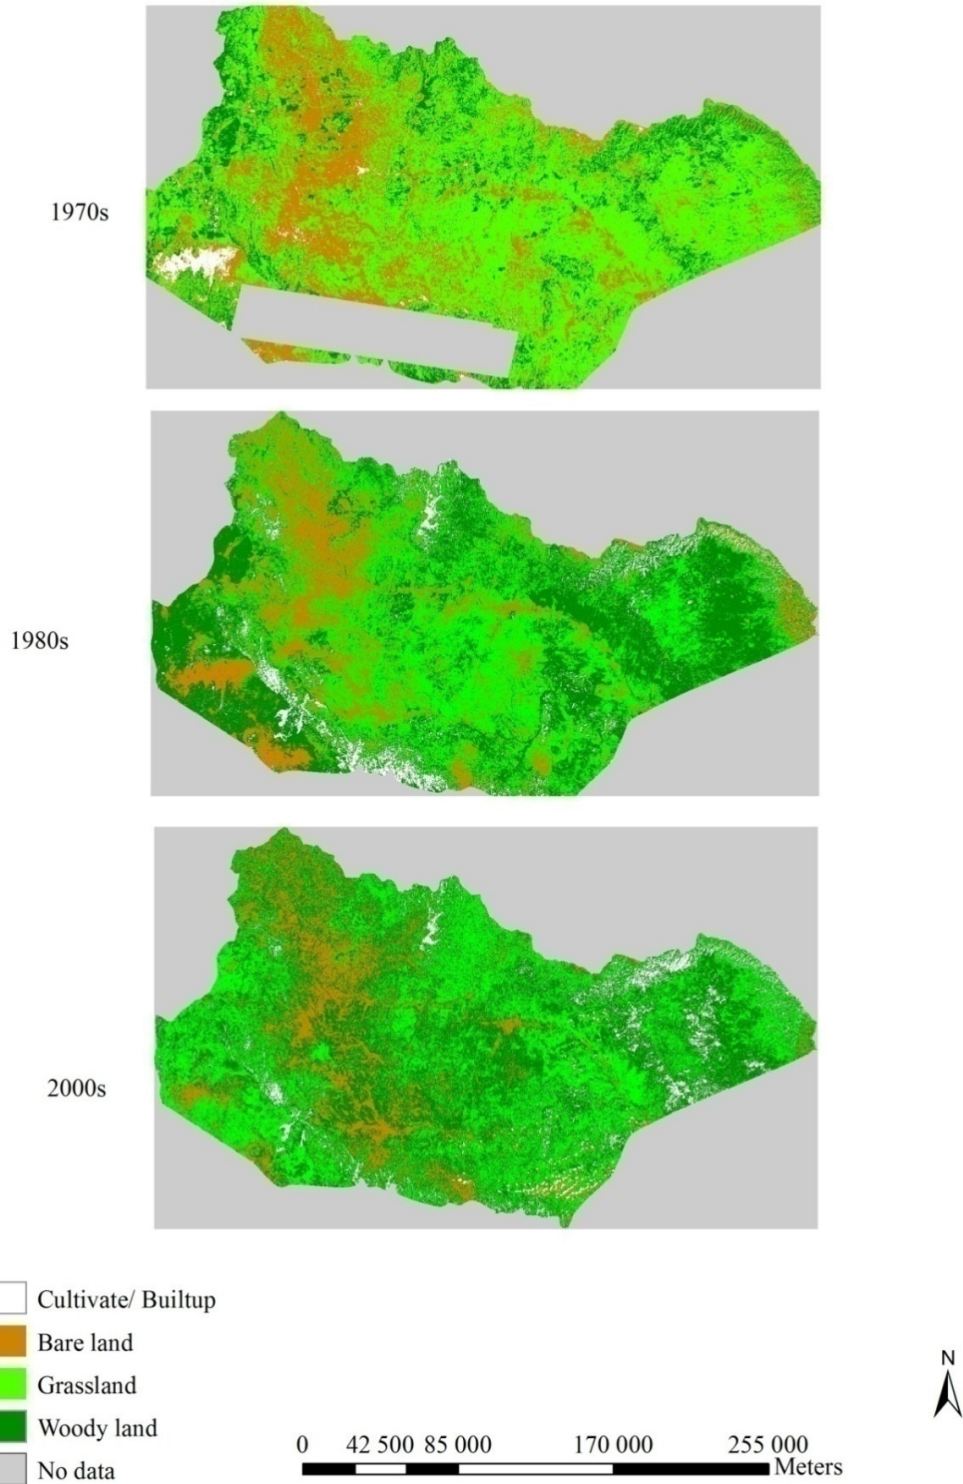 1970s
1980s
2000s
Cultivate/ Builtup
Bare land
Grassland
Woody land
No data
N
0 42 500 85 000 170 000 255 000
Meters